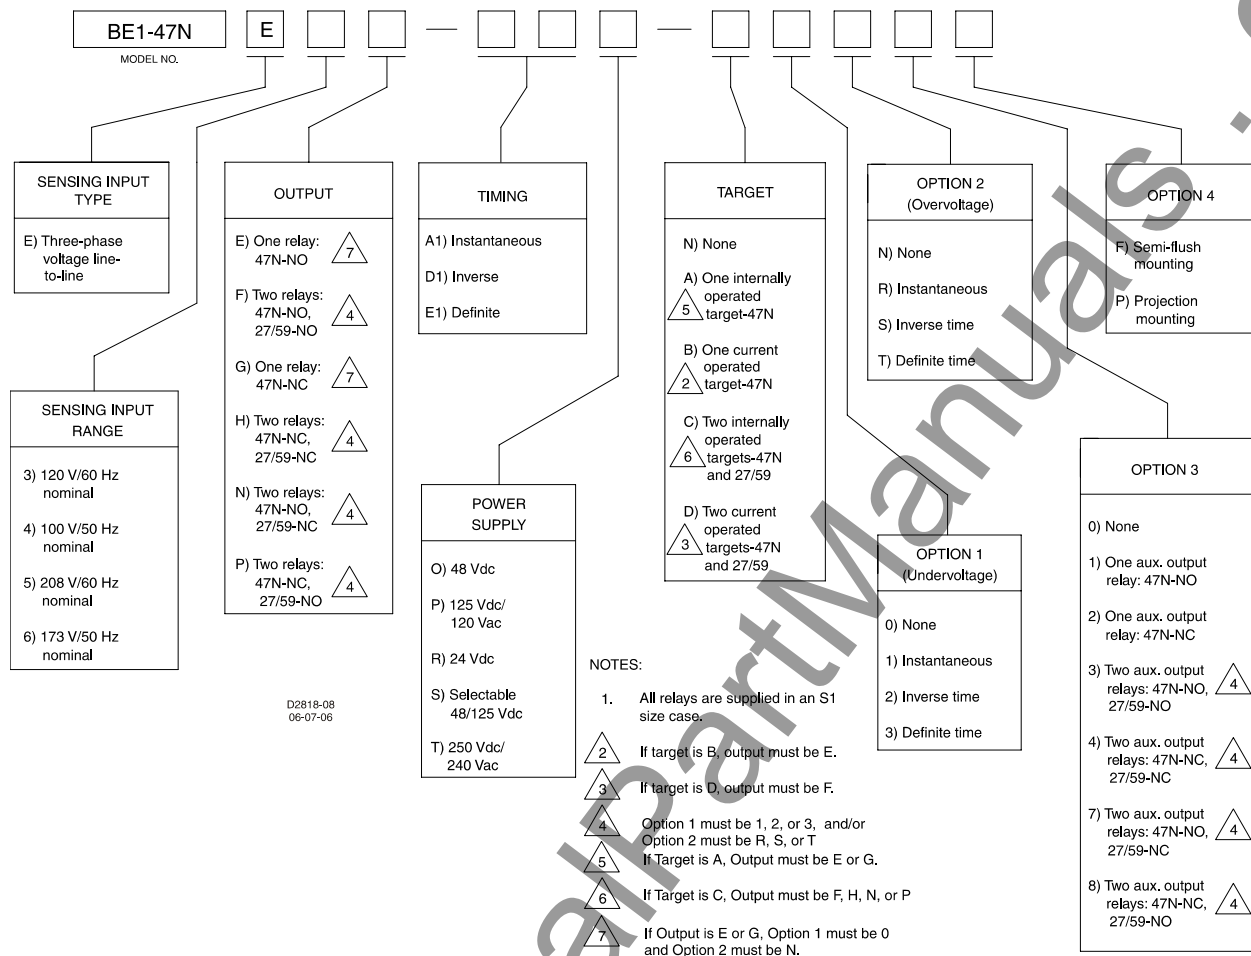 BE1-47N E
MODEL NO.
SENSING INPUT
TYPE
E) Three-phase
voltage line-
to-line
SENSING INPUT
RANGE
3) 120 V/60 Hz
nominal
4) 100 V/50 Hz
nominal
5) 208 V/60 Hz
nominal
6) 173 V/50 Hz
nominal
OUTPUT
E) One relay:
47N-NO
7
F) Two relays:
47N-NO,
27/59-NO
4
G) One relay:
47N-NC
7
H) Two relays:
47N-NC,
27/59-NC
4
N) Two relays:
47N-NO,
27/59-NC
4
P) Two relays:
47N-NC,
27/59-NO
4
D2818-08
06-07-06
TIMING
A1) Instantaneous
D1) Inverse
E1) Definite
POWER
SUPPLY
O) 48 Vdc
P) 125 Vdc/
120 Vac
R) 24 Vdc
S) Selectable
48/125 Vdc
T) 250 Vdc/
240 Vac
TARGET
N) None
A) One internally
operated
target-47N
5
B) One current
operated
target-47N
2
C) Two internally
operated
targets-47N
and 27/59
6
D) Two current
operated
targets-47N
and 27/59
3
OPTION 1
(Undervoltage)
0) None
1) Instantaneous
2) Inverse time
3) Definite time
OPTION 2
(Overvoltage)
N) None
R) Instantaneous
S) Inverse time
T) Definite time
OPTION 3
0) None
1) One aux. output
relay: 47N-NO
2) One aux. output
relay: 47N-NC
3) Two aux. output
relays: 47N-NO,
27/59-NO
4
4) Two aux. output
relays: 47N-NC,
27/59-NC
4
7) Two aux. output
relays: 47N-NO,
27/59-NC
4
8) Two aux. output
relays: 47N-NC,
27/59-NO
4
OPTION 4
F) Semi-flush
mounting
P) Projection
mounting
NOTES:
1. All relays are supplied in an S1
size case.
2 If target is B, output must be E.
3 If target is D, output must be F.
4 Option 1 must be 1, 2, or 3, and/or
Option 2 must be R, S, or T
5 If Target is A, Output must be E or G.
6 If Target is C, Output must be F, H, N, or P
7 If Output is E or G, Option 1 must be 0
and Option 2 must be N.
alPartManuals .